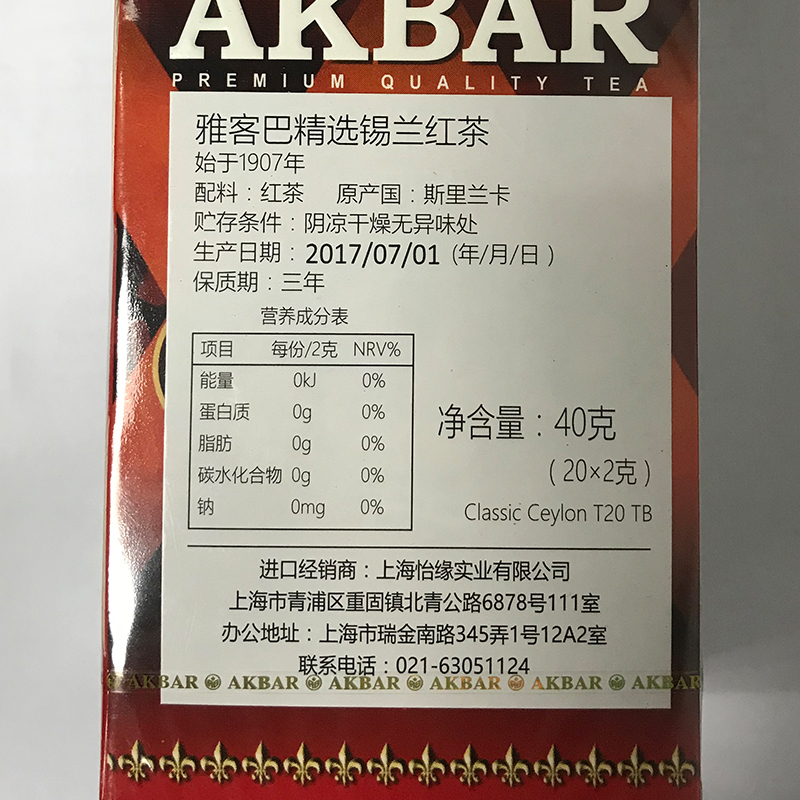 AKBAR
PREMIUM QUALITY TEA
雅客巴精选锡兰红茶
始于1907年
配料：红茶 原产国：斯里兰卡
贮存条件：阴凉干燥无异味处
生产日期：2017/07/01 (年/月/日)
保质期：三年
营养成分表
项目 每份/2克 NRV%
能量 0kJ 0%
蛋白质 0g 0%
脂肪 0g 0%
碳水化合物 0g 0%
钠 0mg 0%
净含量：40克
(20×2克)
Classic Ceylon T20 TB
进口经销商：上海怡缘实业有限公司
上海市青浦区重固镇北青公路6878号111室
办公地址：上海市瑞金南路345弄1号12A2室
联系电话：021-63051124
AKBAR AKBAR AKBAR AKBAR AKBAR AKBAR